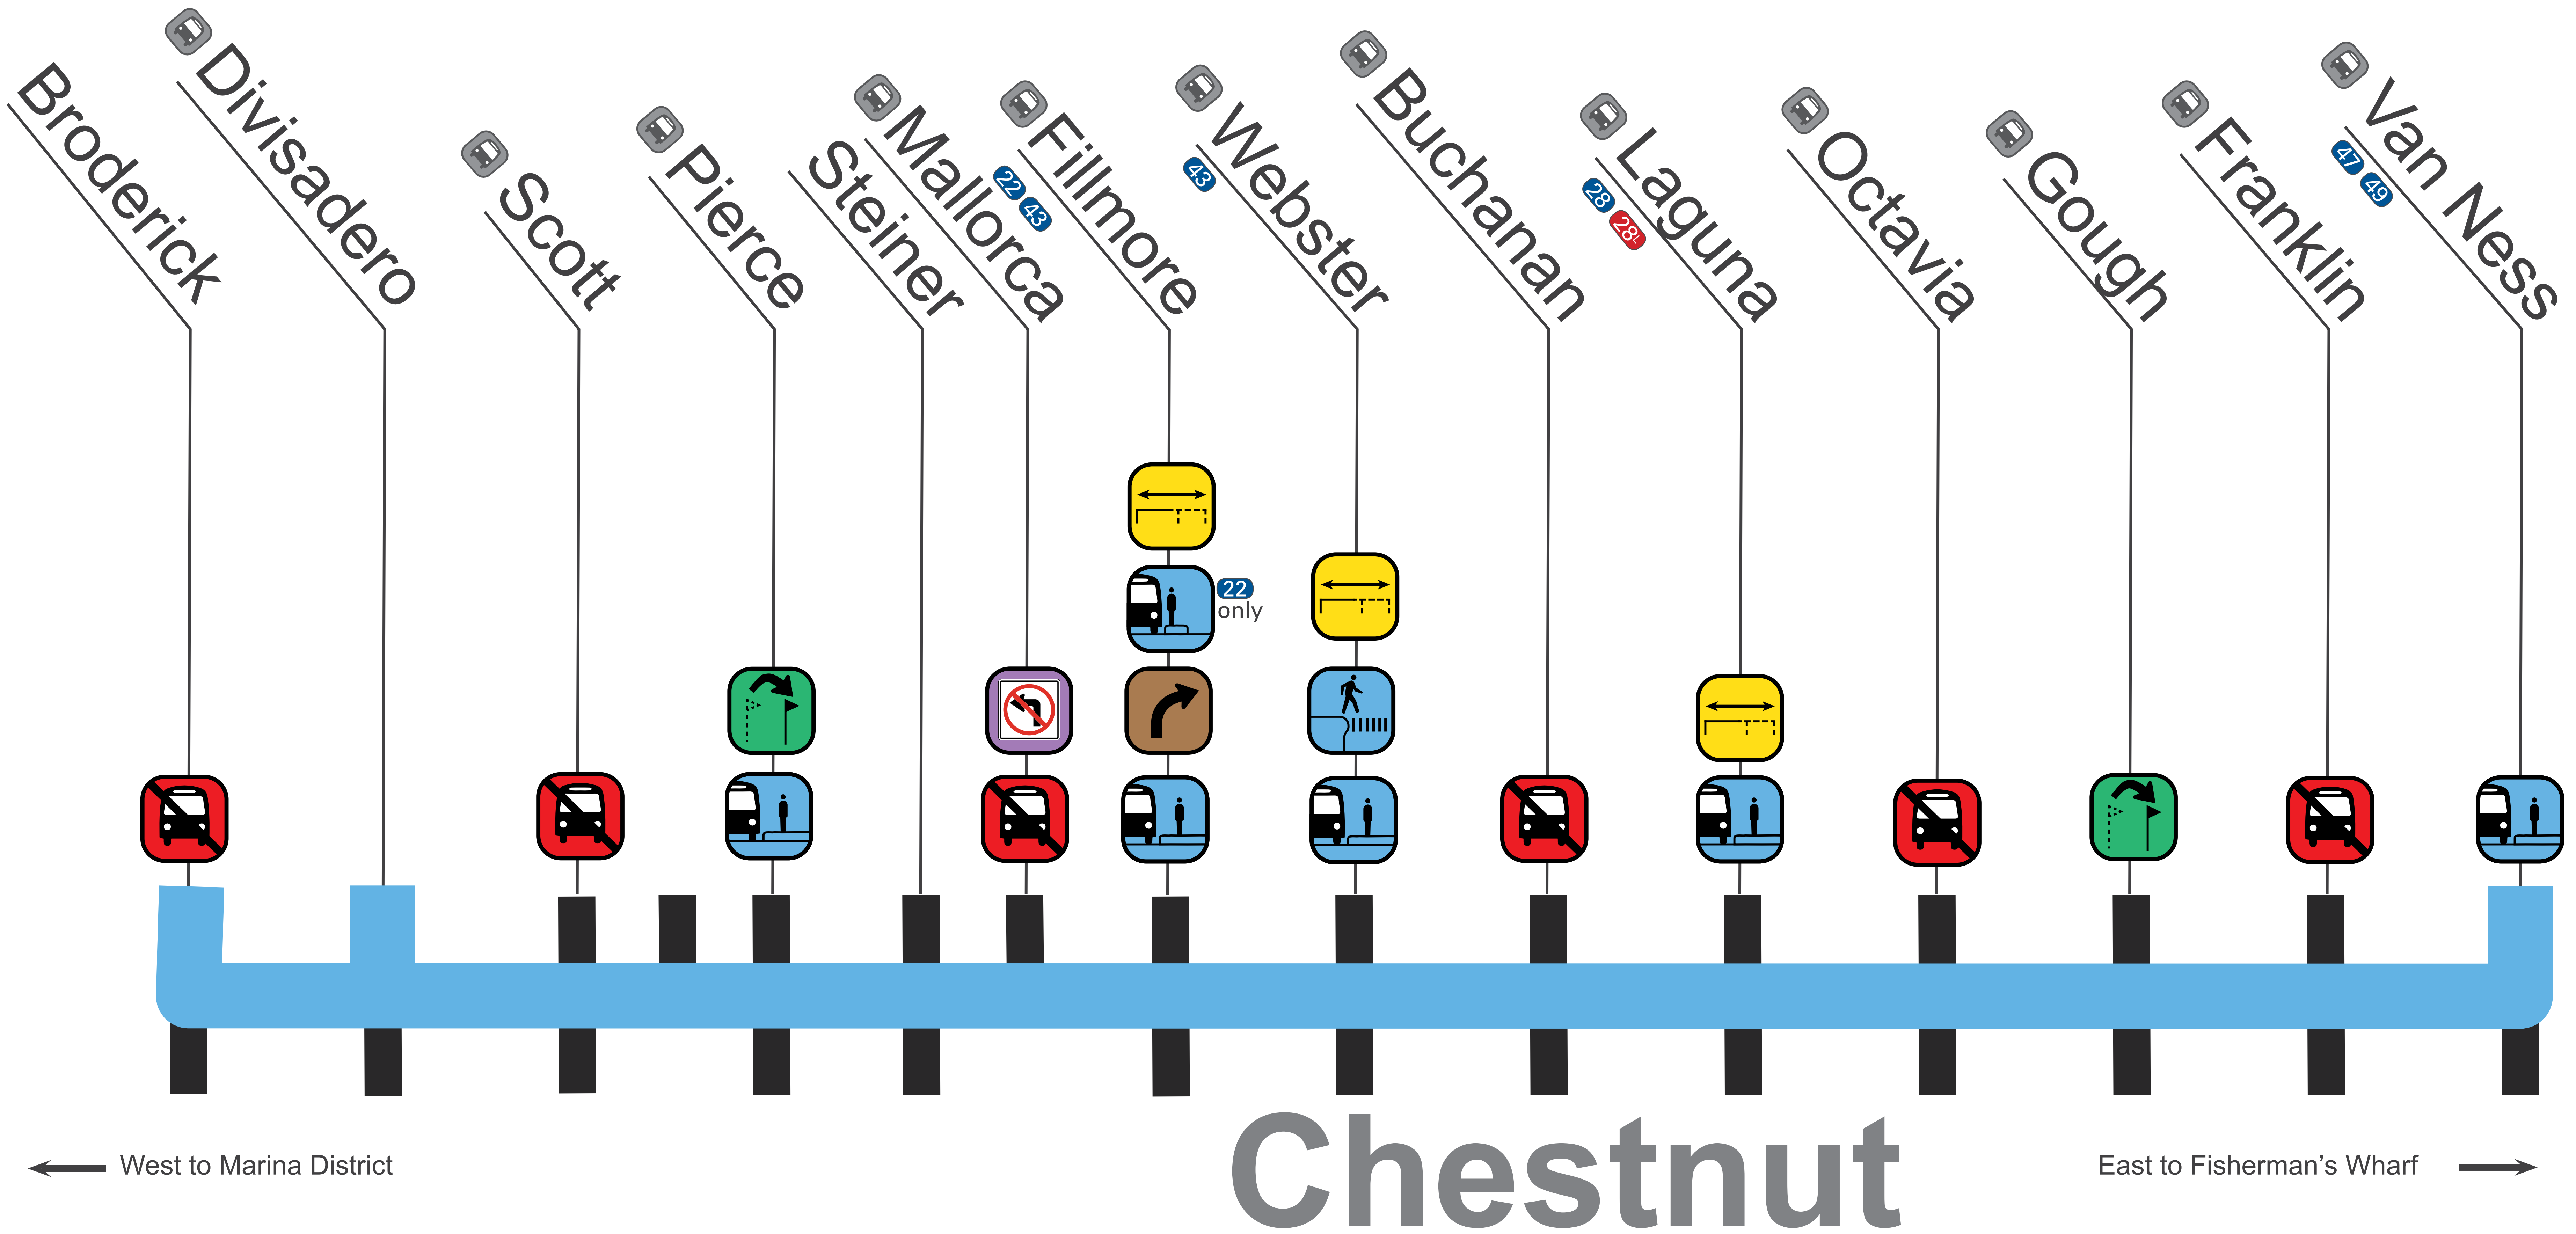 Broderick
Divisadero
Scott
Pierce
Steiner
Mallorca
Fillmore
22 43
Webster
43
Buchanan
Laguna
28 28L
Octavia
Gough
Franklin
Van Ness
47 49
22
only
Chestnut
West to Marina District
East to Fisherman’s Wharf